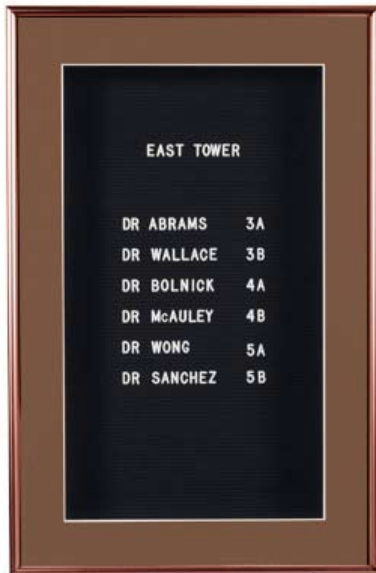 EAST TOWER
DR ABRAMS 3A
DR WALLACE 3B
DR BOLNICK 4A
DR McAULEY 4B
DR WONG 5A
DR SANCHEZ 5B